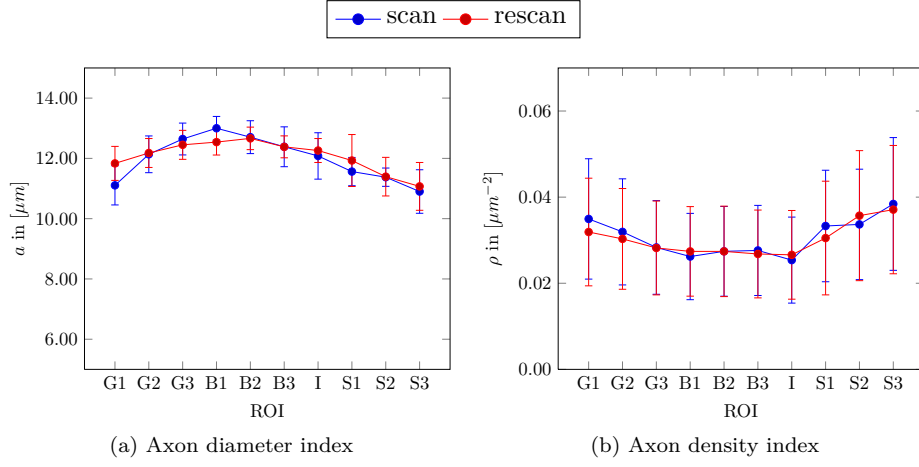 scan rescan
14.00
12.00
10.00
8.00
6.00
a in [μm]
G1 G2 G3 B1 B2 B3 I S1 S2 S3
ROI
(a) Axon diameter index
0.06
0.04
0.02
0.00
ρ in [μm⁻²]
G1 G2 G3 B1 B2 B3 I S1 S2 S3
ROI
(b) Axon density index